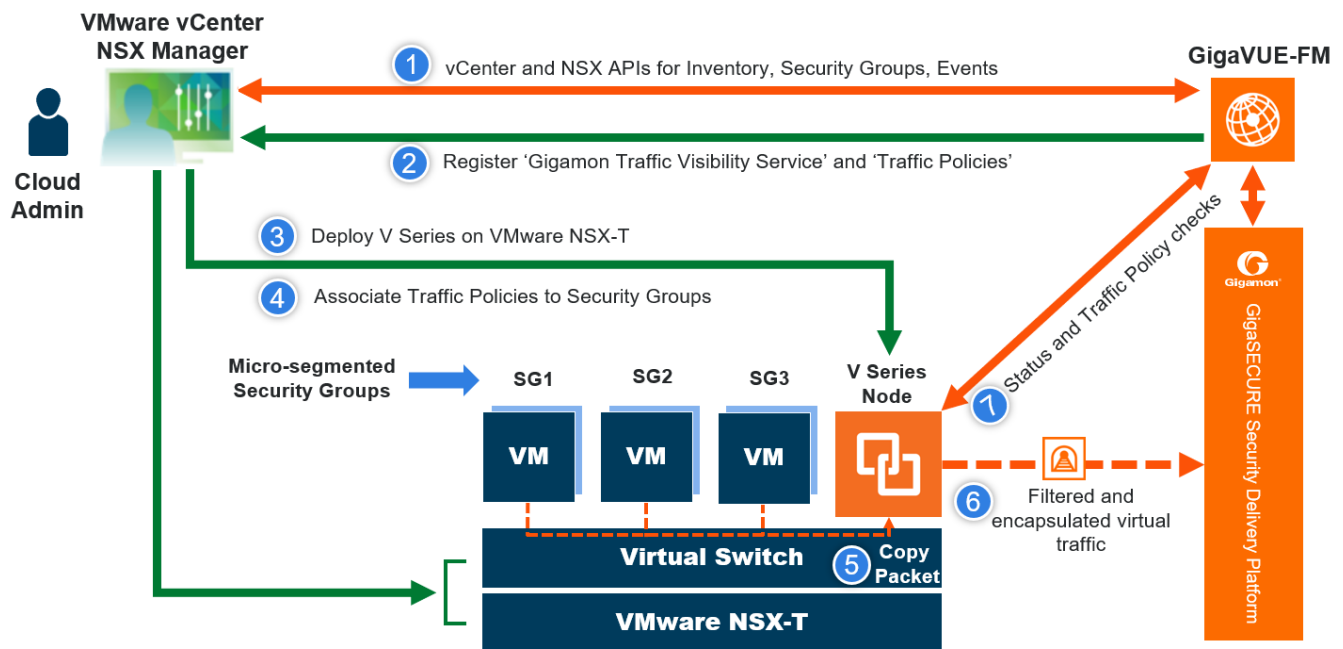 VMware vCenter
NSX Manager
GigaVUE-FM
1
vCenter and NSX APIs for Inventory, Security Groups, Events
2
Register ‘Gigamon Traffic Visibility Service’ and ‘Traffic Policies’
Cloud
Admin
3
Deploy V Series on VMware NSX-T
4
Associate Traffic Policies to Security Groups
7
Status and Traffic Policy checks
Gigamon®
GigaSECURE Security Delivery Platform
Micro-segmented
Security Groups
SG1
SG2
SG3
V Series
Node
VM
VM
VM
6
Filtered and
encapsulated virtual
traffic
Virtual Switch
5
Copy
Packet
VMware NSX-T